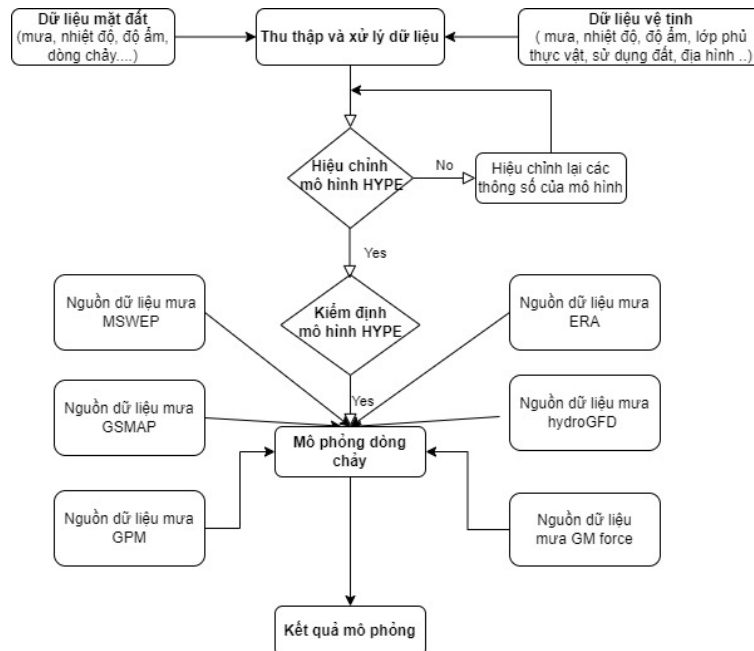 Dữ liệu mặt đất
(mưa, nhiệt độ, độ ẩm,
dòng chảy....)
Thu thập và xử lý dữ liệu
Dữ liệu vệ tinh
( mưa, nhiệt độ, độ ẩm, lớp phủ
thực vật, sử dụng đất, địa hình ..)
Hiệu chỉnh
mô hình HYPE
No
Hiệu chỉnh lại các
thông số của mô hình
Yes
Nguồn dữ liệu mưa
MSWEP
Kiểm định
mô hình HYPE
Nguồn dữ liệu mưa
ERA
Yes
Nguồn dữ liệu mưa
GSMAP
Nguồn dữ liệu mưa
hydroGFD
Mô phỏng dòng
chảy
Nguồn dữ liệu mưa
GPM
Nguồn dữ liệu
mưa GM force
Kết quả mô phỏng